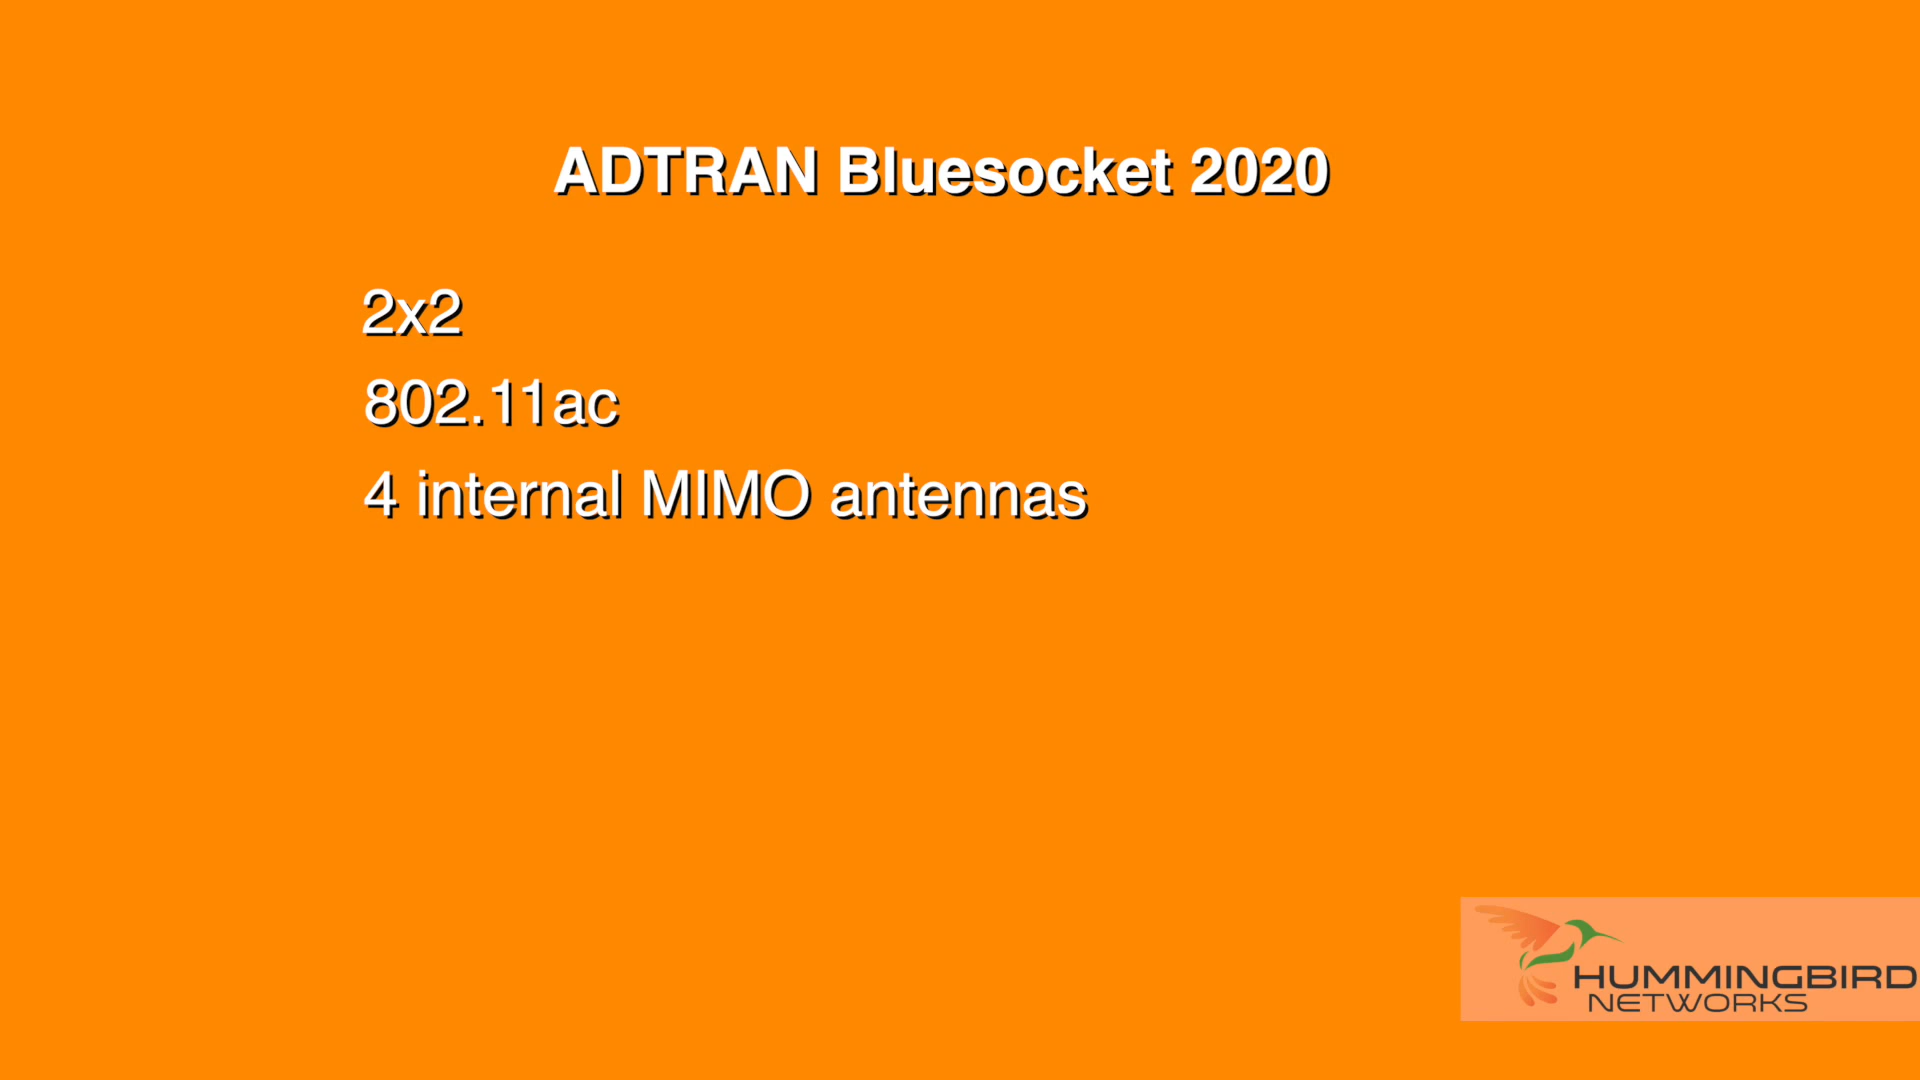 ADTRAN Bluesocket 2020
2x2
802.11ac
4 internal MIMO antennas
HUMMINGBIRD
NETWORKS